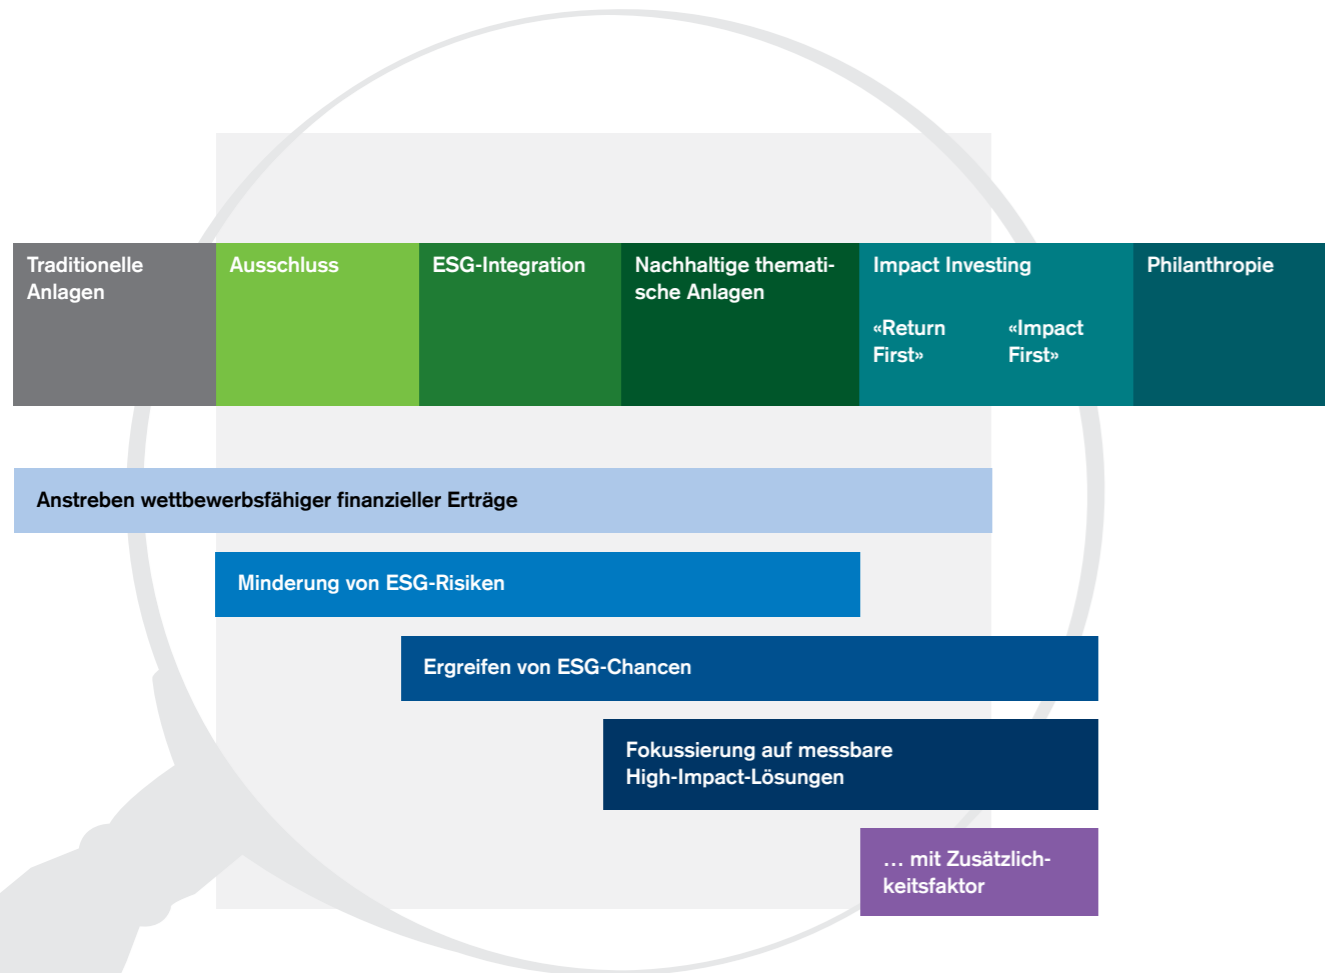 Traditionelle
Anlagen
Ausschluss
ESG-Integration
Nachhaltige themati-
sche Anlagen
Impact Investing
«Return
First»
«Impact
First»
Philanthropie
Anstreben wettbewerbsfähiger finanzieller Erträge
Minderung von ESG-Risiken
Ergreifen von ESG-Chancen
Fokussierung auf messbare
High-Impact-Lösungen
… mit Zusätzlich-
keitsfaktor